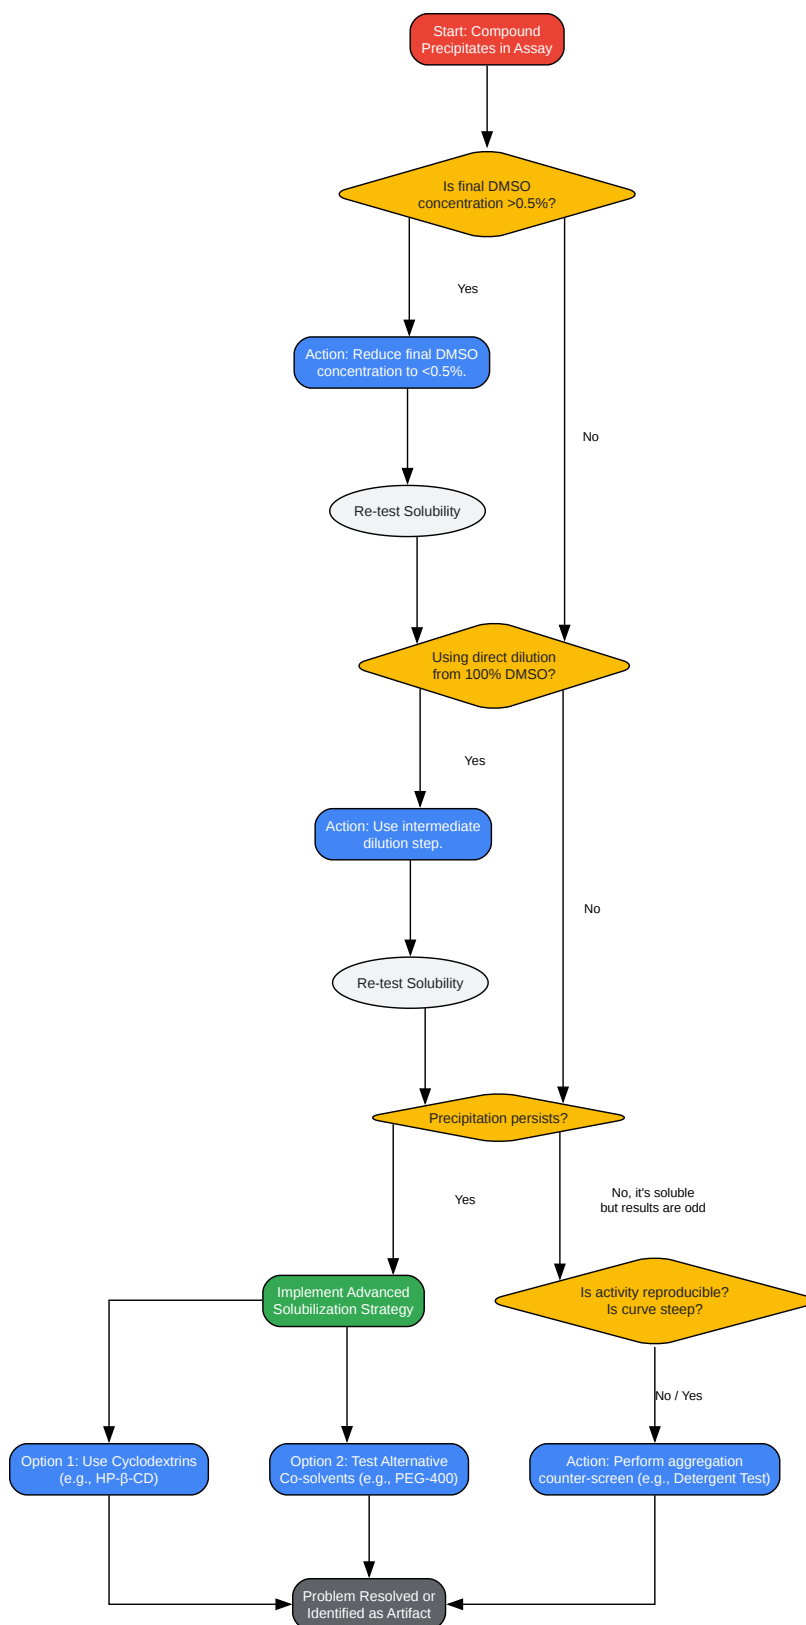 Start: Compound
Precipitates in Assay
Is final DMSO
concentration >0.5%?
Yes
Action: Reduce final DMSO
concentration to <0.5%.
No
Re-test Solubility
Using direct dilution
from 100% DMSO?
Yes
Action: Use intermediate
dilution step.
No
Re-test Solubility
Precipitation persists?
Yes
No, it's soluble
but results are odd
Implement Advanced
Solubilization Strategy
Is activity reproducible?
Is curve steep?
No / Yes
Option 1: Use Cyclodextrins
(e.g., HP-β-CD)
Option 2: Test Alternative
Co-solvents (e.g., PEG-400)
Action: Perform aggregation
counter-screen (e.g., Detergent Test)
Problem Resolved or
Identified as Artifact